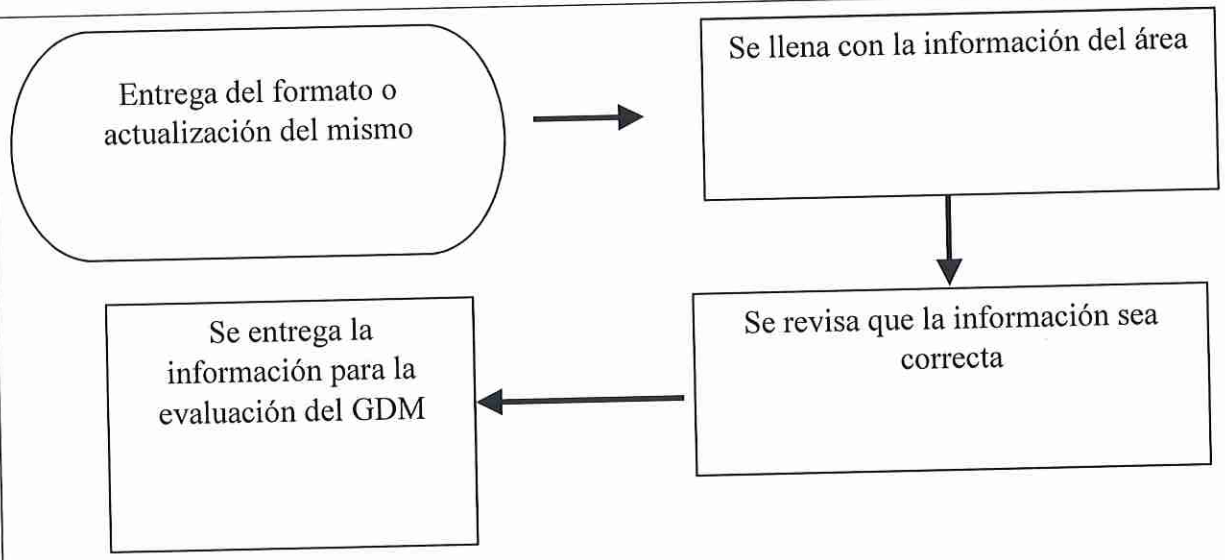 Entrega del formato o
actualización del mismo
Se llena con la información del área
Se revisa que la información sea
correcta
Se entrega la
información para la
evaluación del GDM